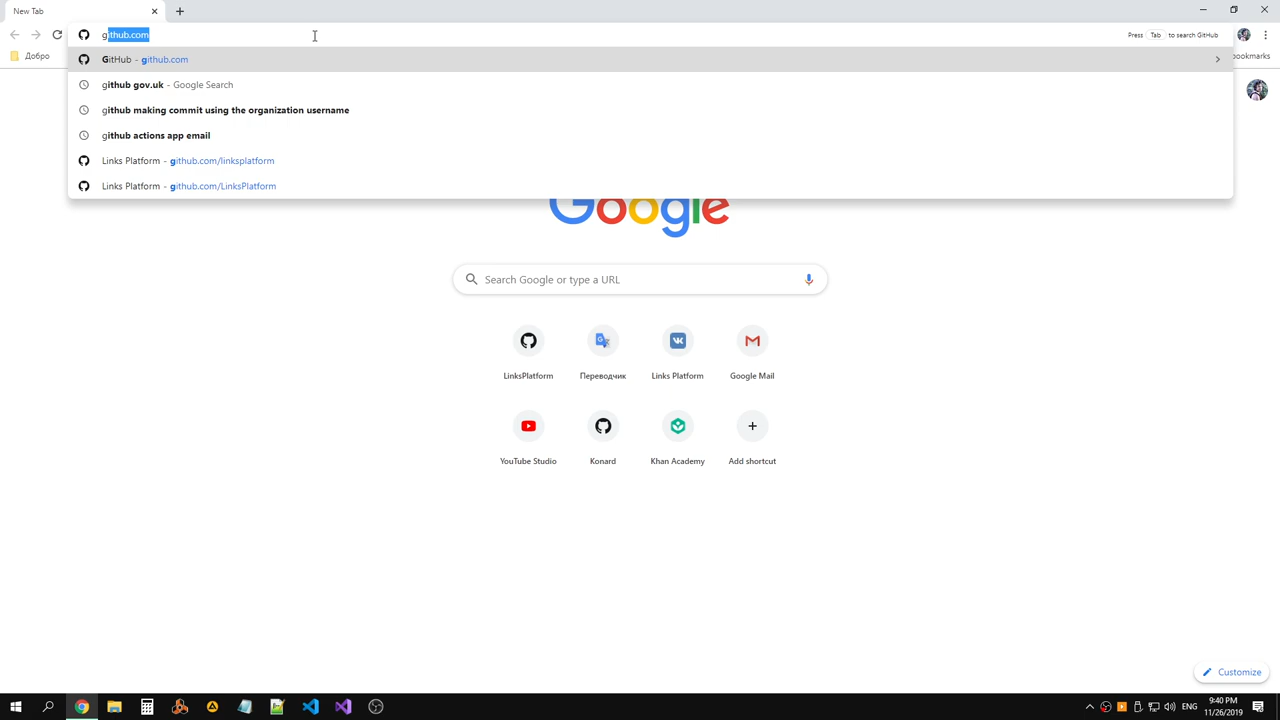 New Tab
github.com
Press Tab to search GitHub
Добро
bookmarks
GitHub - github.com
github gov.uk - Google Search
github making commit using the organization username
github actions app email
Links Platform - github.com/linksplatform
Links Platform - github.com/LinksPlatform
Google
Search Google or type a URL
LinksPlatform
Переводчик
Links Platform
Google Mail
YouTube Studio
Konard
Khan Academy
Add shortcut
Customize
ENG
9:40 PM
11/26/2019